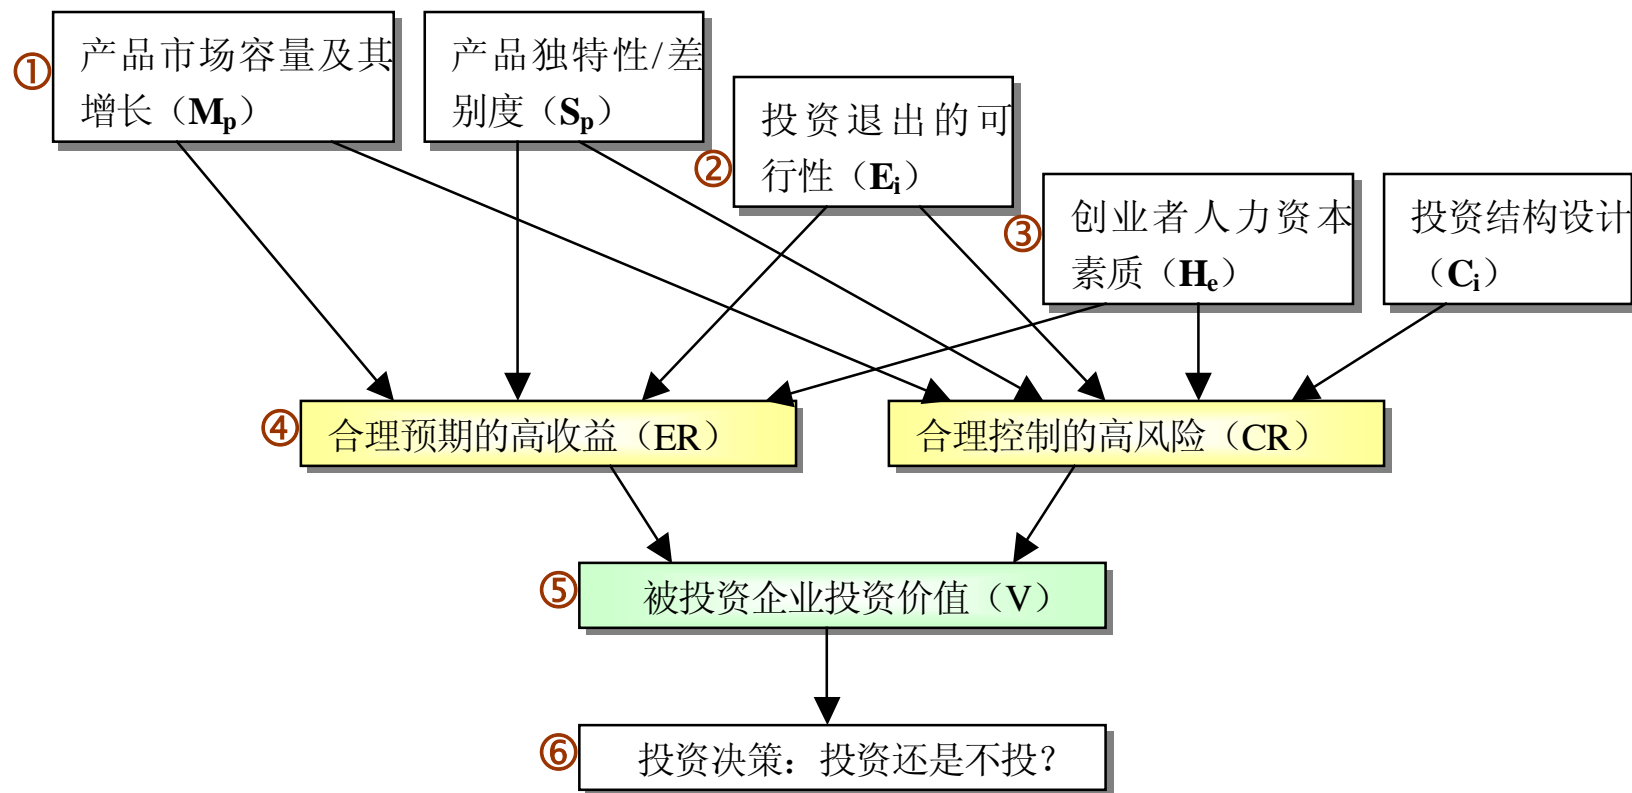 ①
产品市场容量及其
增长（Mp）
产品独特性/差
别度（Sp）
②
投资退出的可
行性（Ei）
③
创业者人力资本
素质（He）
投资结构设计
（Ci）
④
合理预期的高收益（ER）
合理控制的高风险（CR）
⑤
被投资企业投资价值（V）
⑥
投资决策：投资还是不投？